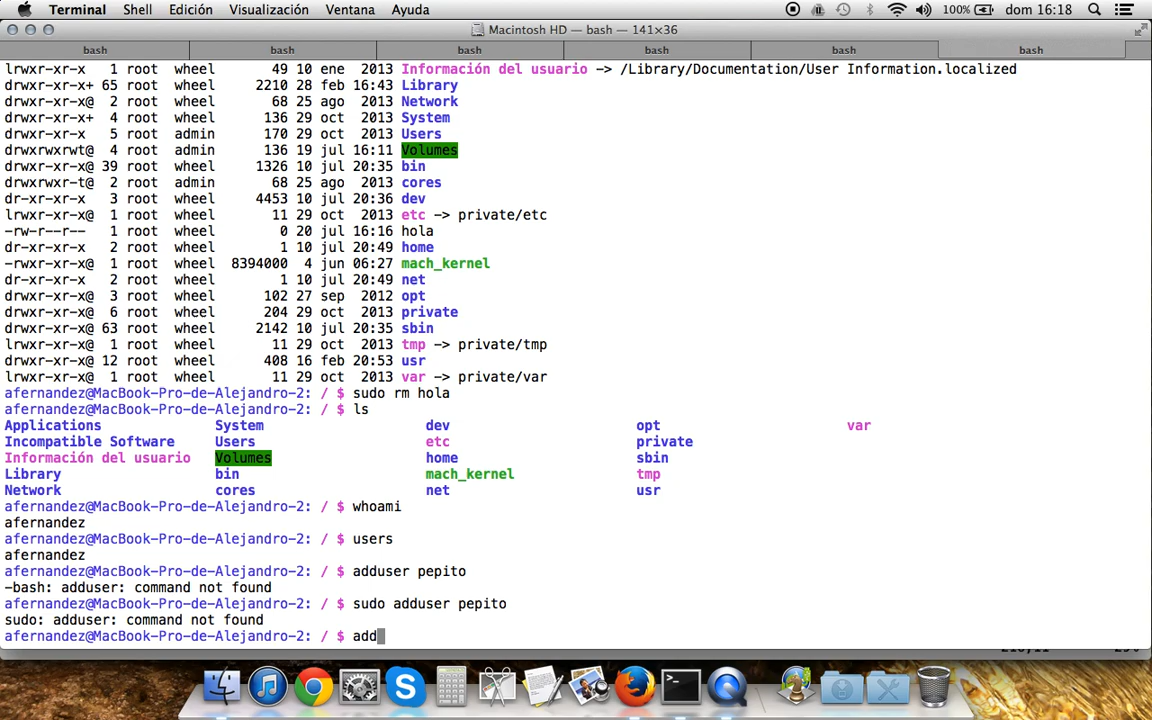 Terminal Shell Edición Visualización Ventana Ayuda 100% dom 16:18
Macintosh HD — bash — 141×36
bash bash bash bash bash bash
lrwxr-xr-x 1 root wheel 49 10 ene 2013 Información del usuario -> /Library/Documentation/User Information.localized
drwxr-xr-x+ 65 root wheel 2210 28 feb 16:43 Library
drwxr-xr-x@ 2 root wheel 68 25 ago 2013 Network
drwxr-xr-x+ 4 root wheel 136 29 oct 2013 System
drwxr-xr-x 5 root admin 170 29 oct 2013 Users
drwxrwxrwt@ 4 root admin 136 19 jul 16:11 Volumes
drwxr-xr-x@ 39 root wheel 1326 10 jul 20:35 bin
drwxrwxr-t@ 2 root admin 68 25 ago 2013 cores
dr-xr-xr-x 3 root wheel 4453 10 jul 20:36 dev
lrwxr-xr-x@ 1 root wheel 11 29 oct 2013 etc -> private/etc
-rw-r--r-- 1 root wheel 0 20 jul 16:16 hola
dr-xr-xr-x 2 root wheel 1 10 jul 20:49 home
-rwxr-xr-x@ 1 root wheel 8394000 4 jun 06:27 mach_kernel
dr-xr-xr-x 2 root wheel 1 10 jul 20:49 net
drwxr-xr-x@ 3 root wheel 102 27 sep 2012 opt
drwxr-xr-x@ 6 root wheel 204 29 oct 2013 private
drwxr-xr-x@ 63 root wheel 2142 10 jul 20:35 sbin
lrwxr-xr-x@ 1 root wheel 11 29 oct 2013 tmp -> private/tmp
drwxr-xr-x@ 12 root wheel 408 16 feb 20:53 usr
lrwxr-xr-x@ 1 root wheel 11 29 oct 2013 var -> private/var
afernandez@MacBook-Pro-de-Alejandro-2: / $ sudo rm hola
afernandez@MacBook-Pro-de-Alejandro-2: / $ ls
Applications System dev opt var
Incompatible Software Users etc private
Información del usuario Volumes home sbin
Library bin mach_kernel tmp
Network cores net usr
afernandez@MacBook-Pro-de-Alejandro-2: / $ whoami
afernandez
afernandez@MacBook-Pro-de-Alejandro-2: / $ users
afernandez
afernandez@MacBook-Pro-de-Alejandro-2: / $ adduser pepito
-bash: adduser: command not found
afernandez@MacBook-Pro-de-Alejandro-2: / $ sudo adduser pepito
sudo: adduser: command not found
afernandez@MacBook-Pro-de-Alejandro-2: / $ add